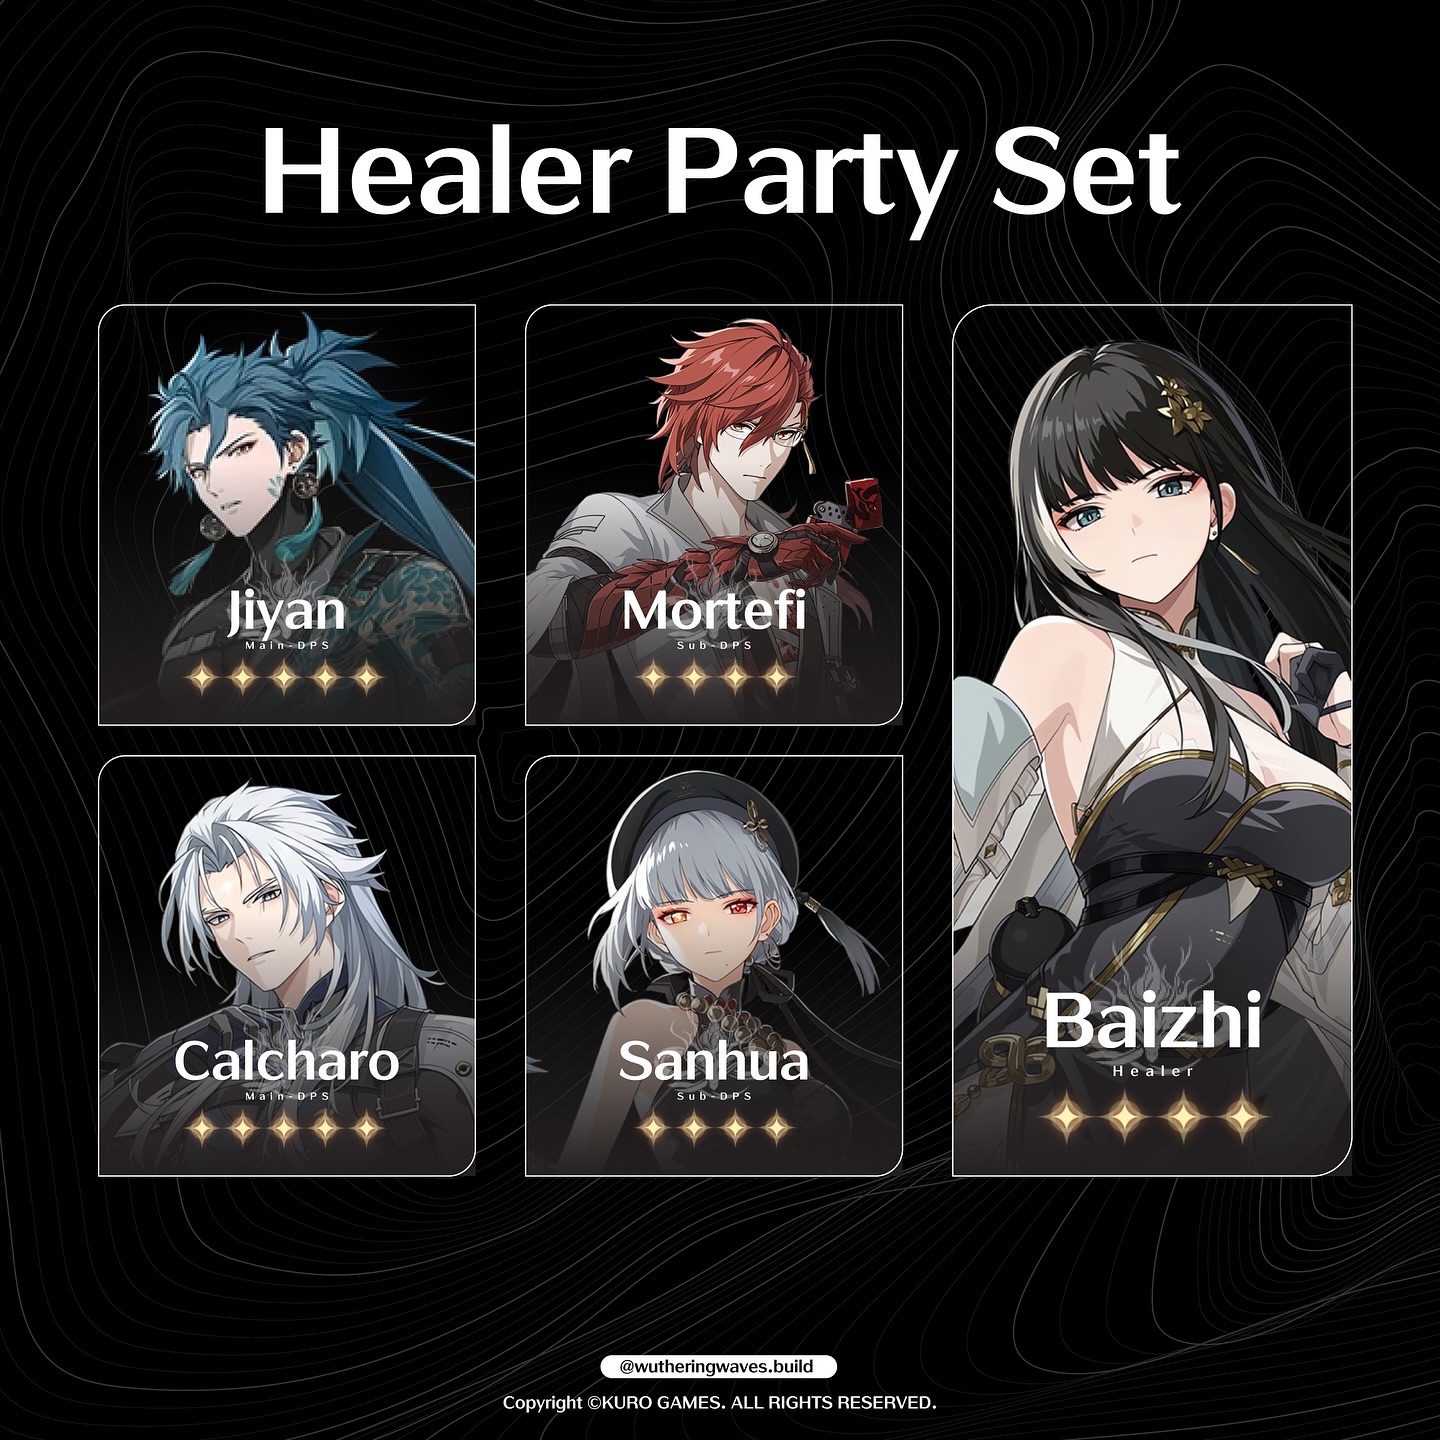 Healer Party Set
Jiyan
Main-DPS
Mortefi
Sub-DPS
Calcharo
Main-DPS
Sanhua
Sub-DPS
Baizhi
Healer
@wutheringwaves.build
Copyright ©KURO GAMES. ALL RIGHTS RESERVED.